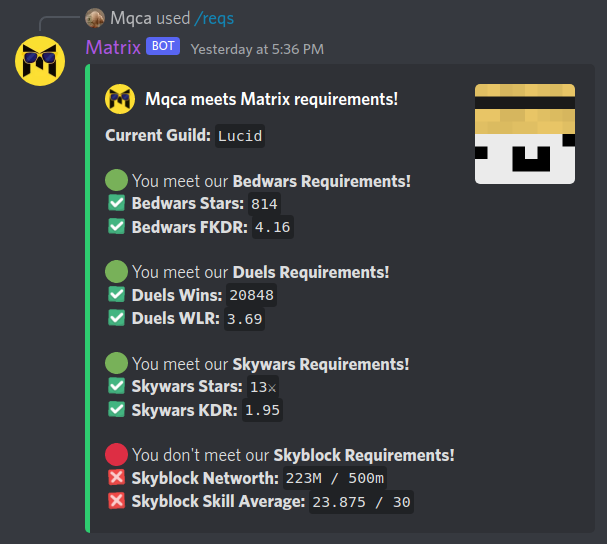 Mqca used /reqs
Matrix BOT Yesterday at 5:36 PM
Mqca meets Matrix requirements!
Current Guild: Lucid
You meet our Bedwars Requirements!
Bedwars Stars: 814
Bedwars FKDR: 4.16
You meet our Duels Requirements!
Duels Wins: 20848
Duels WLR: 3.69
You meet our Skywars Requirements!
Skywars Stars: 13⚔
Skywars KDR: 1.95
You don't meet our Skyblock Requirements!
Skyblock Networth: 223M / 500m
Skyblock Skill Average: 23.875 / 30